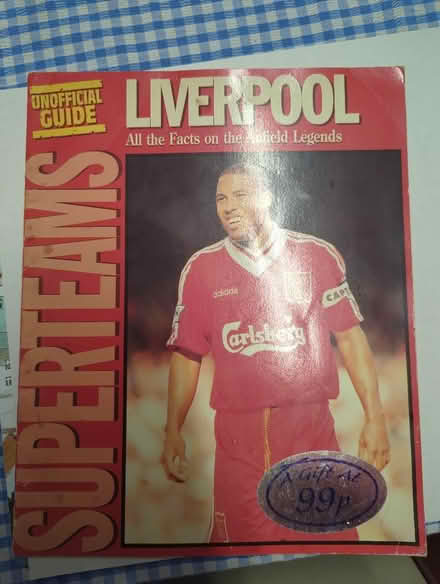 UNOFFICIAL
GUIDE
LIVERPOOL
All the Facts on the Anfield Legends
SUPERTEAMS
adidas
CAPT
Carlsberg
A Gift At
99p